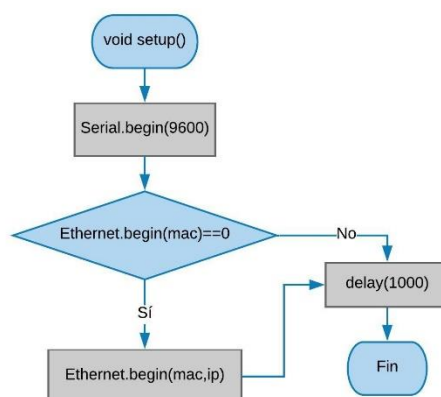 void setup()
Serial.begin(9600)
Ethernet.begin(mac)==0
No
delay(1000)
Sí
Ethernet.begin(mac,ip)
Fin